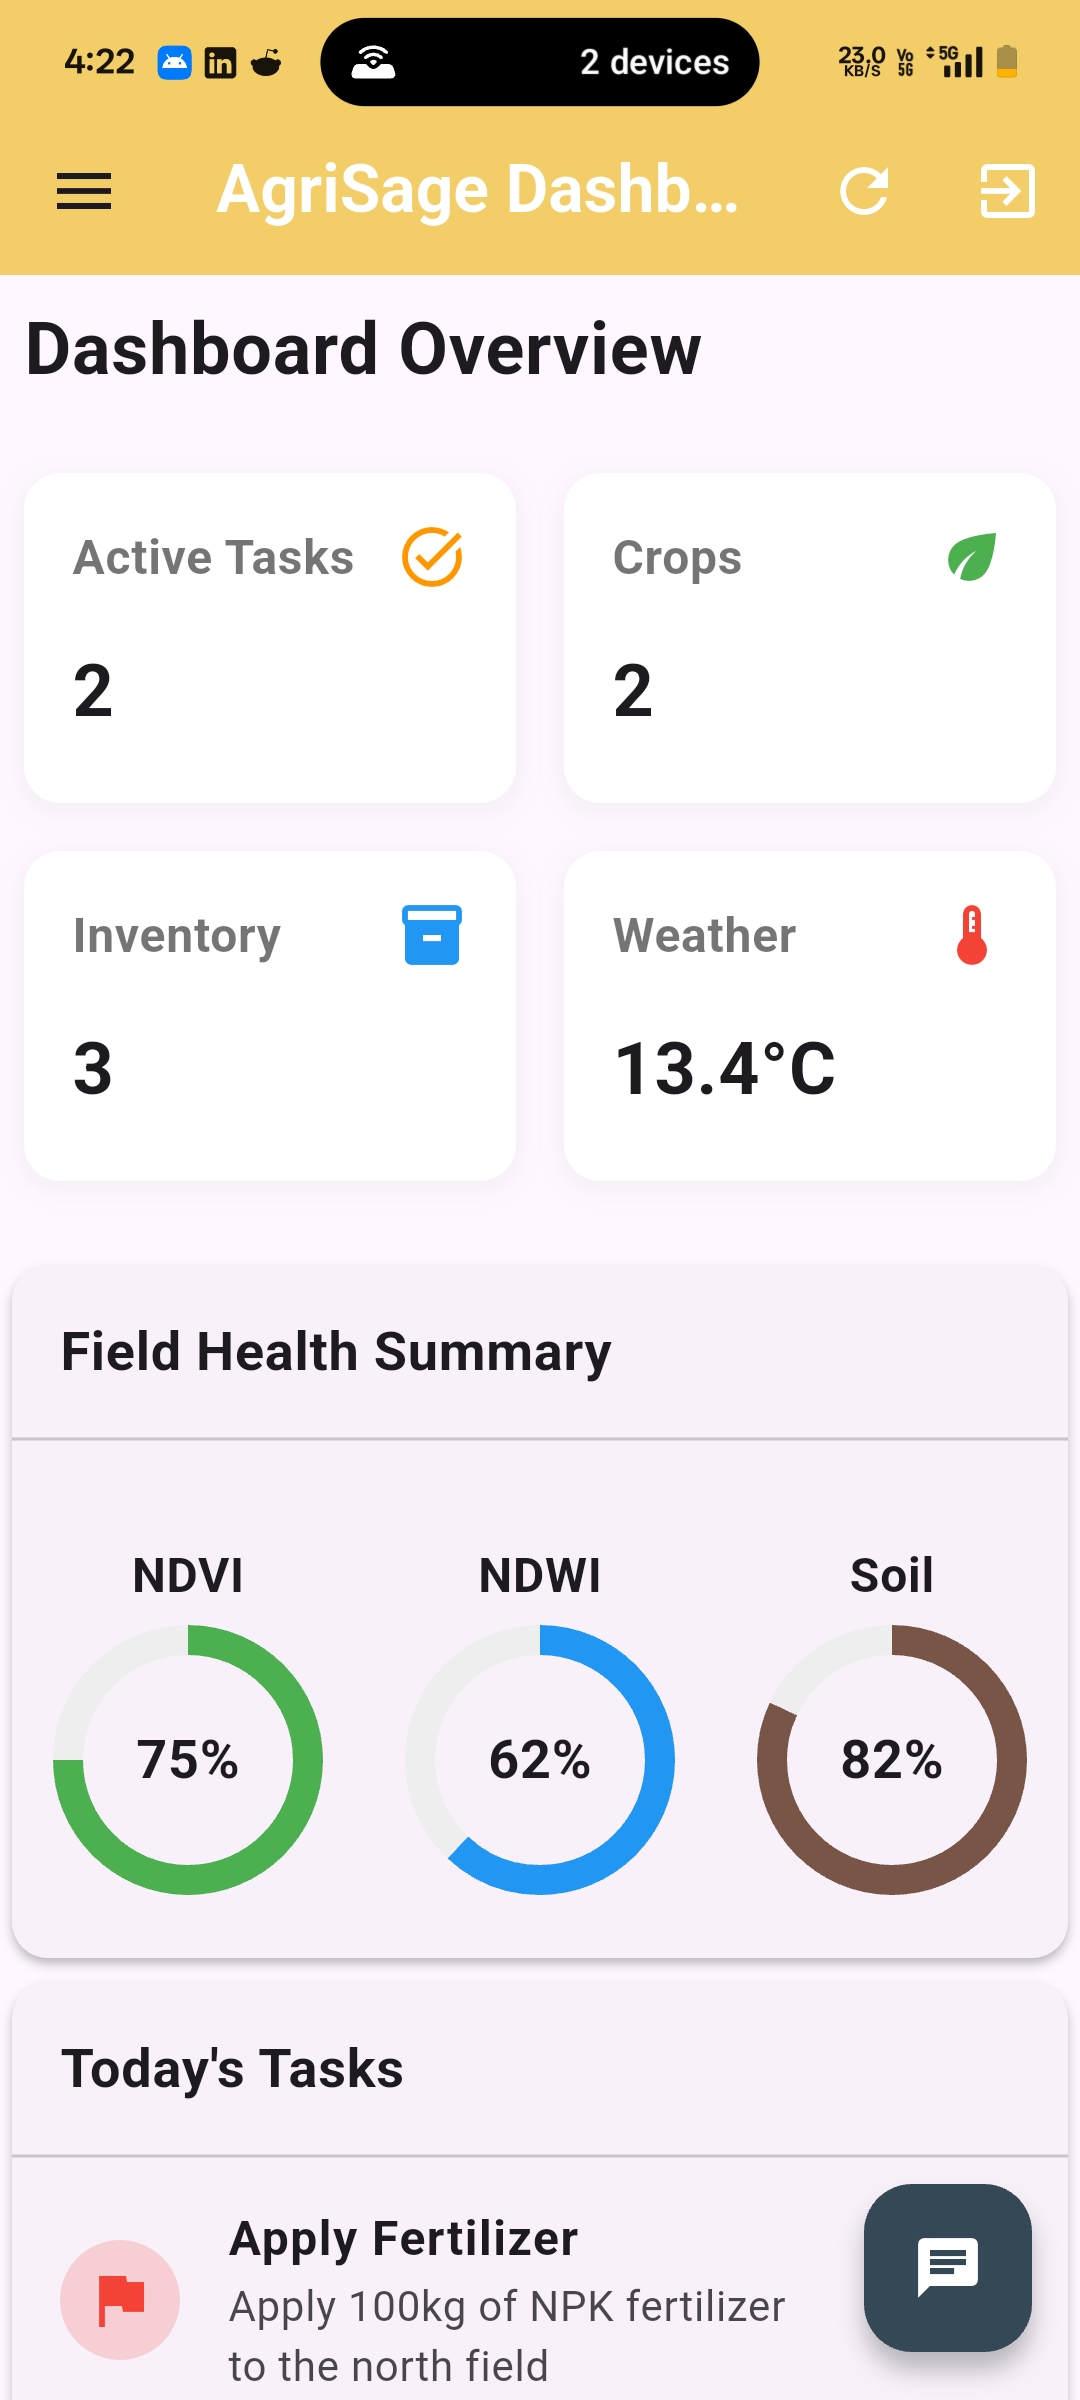 4:22
2 devices
23.0
KB/S
Vo
5G
5G
AgriSage Dashb...
Dashboard Overview
Active Tasks
2
Crops
2
Inventory
3
Weather
13.4°C
Field Health Summary
NDVI
75%
NDWI
62%
Soil
82%
Today's Tasks
Apply Fertilizer
Apply 100kg of NPK fertilizer
to the north field